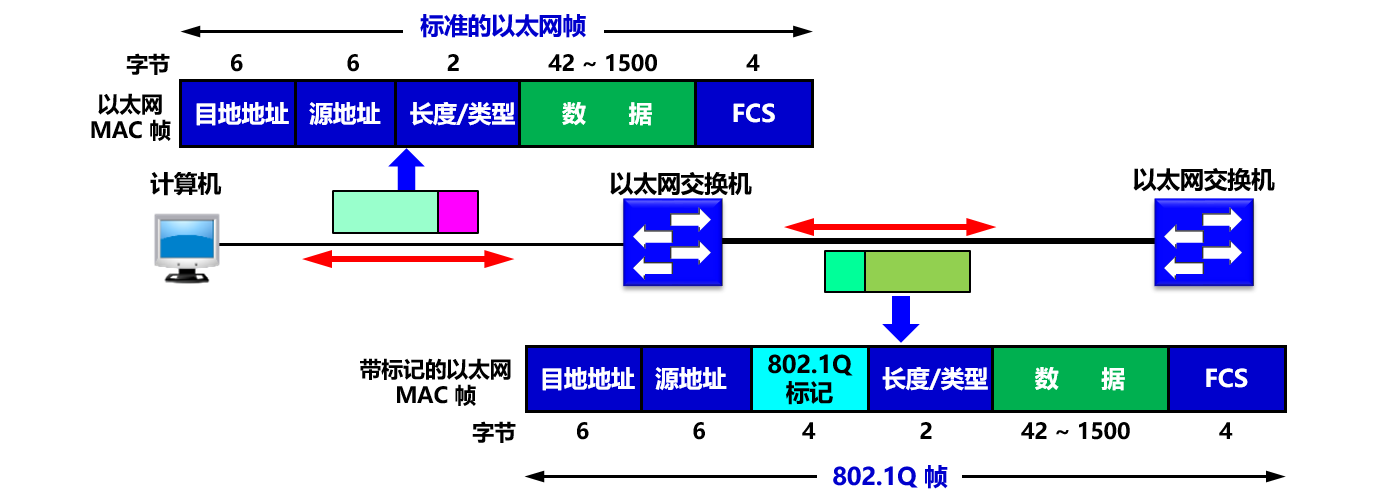 标准的以太网帧
字节 6 6 2 42 ~ 1500 4
以太网
MAC 帧
目地地址 源地址 长度/类型 数 据 FCS
计算机 以太网交换机 以太网交换机
带标记的以太网
MAC 帧
目地地址 源地址 802.1Q
标记 长度/类型 数 据 FCS
字节 6 6 4 2 42 ~ 1500 4
802.1Q 帧